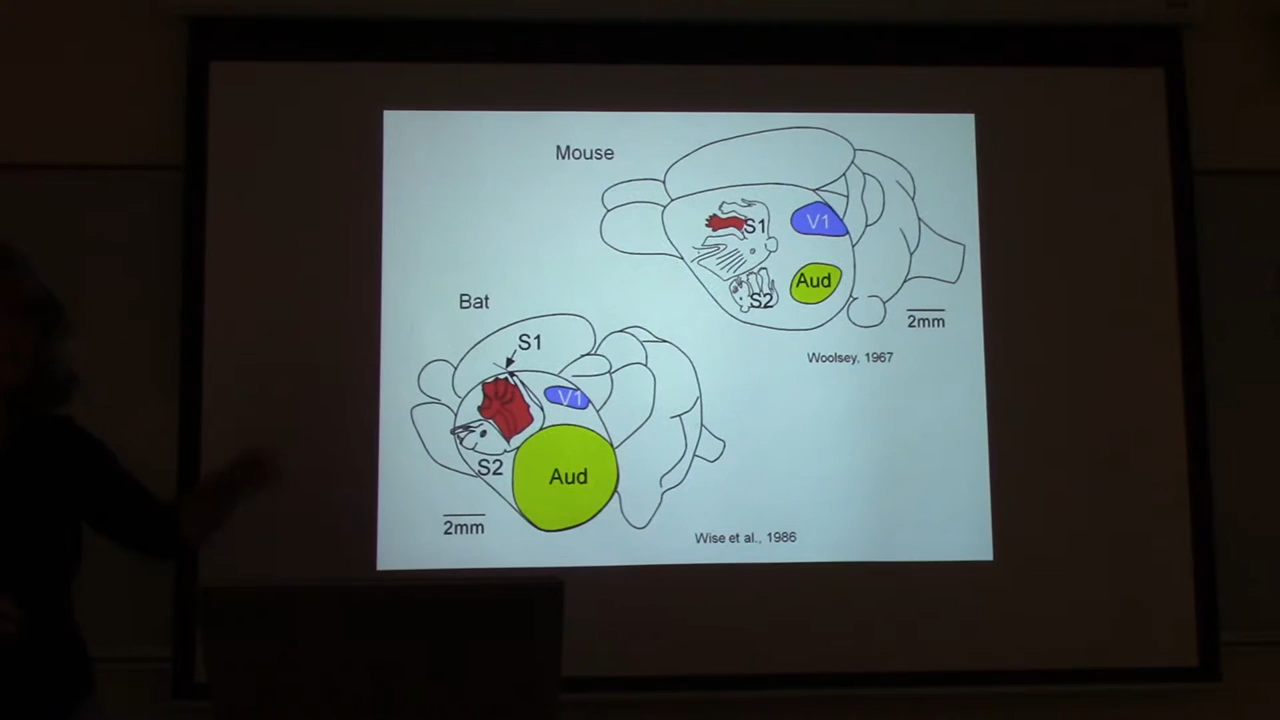 Mouse
S1
V1
Aud
S2
2mm
Woolsey, 1967
Bat
S1
V1
S2
Aud
2mm
Wise et al., 1986